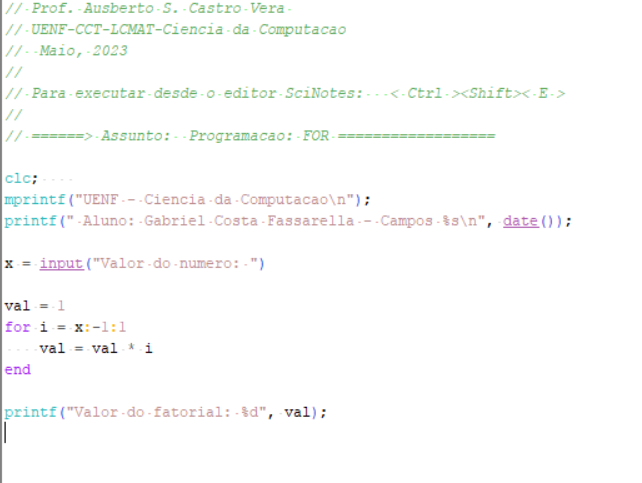 // Prof. Ausberto S. Castro Vera
// UENF-CCT-LCMAT-Ciencia da Computacao
// Maio, 2023
//
// Para executar desde o editor SciNotes: < Ctrl ><Shift>< E >
//
// ======> Assunto: Programacao: FOR ==================
clc;
mprintf("UENF - Ciencia da Computacao\n");
printf(" Aluno: Gabriel Costa Fassarella - Campos %s\n", date());
x = input("Valor do numero: ")
val = 1
for i = x:-1:1
    val = val * i
end
printf("Valor do fatorial: %d", val);